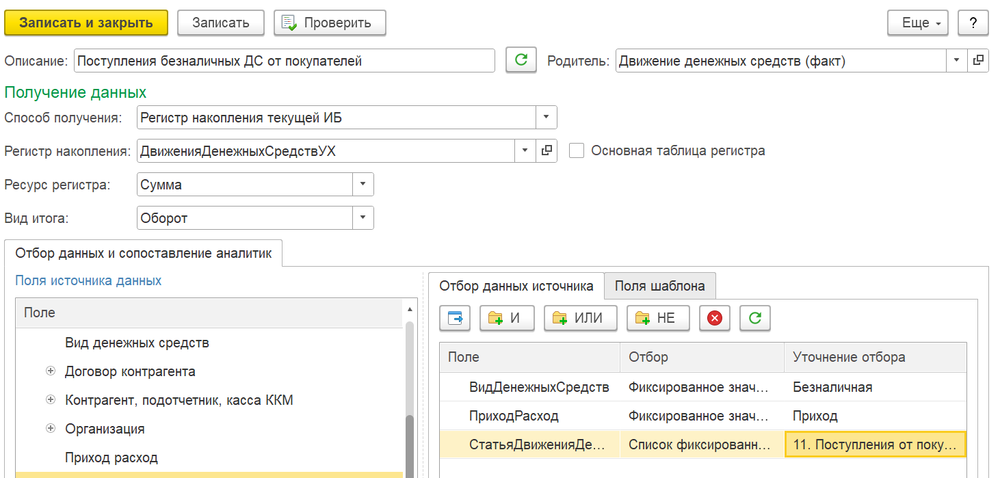 Записать и закрыть Записать Проверить Еще ?
Описание: Поступления безналичных ДС от покупателей Родитель: Движение денежных средств (факт)
Получение данных
Способ получения: Регистр накопления текущей ИБ
Регистр накопления: ДвиженияДенежныхСредствУХ Основная таблица регистра
Ресурс регистра: Сумма
Вид итога: Оборот
Отбор данных и сопоставление аналитик
Поля источника данных
Поле
Вид денежных средств
Договор контрагента
Контрагент, подотчетник, касса ККМ
Организация
Приход расход
Отбор данных источника Поля шаблона
И ИЛИ НЕ
Поле Отбор Уточнение отбора
ВидДенежныхСредств Фиксированное знач... Безналичная
ПриходРасход Фиксированное знач... Приход
СтатьяДвиженияДе... Список фиксированн... 11. Поступления от поку...